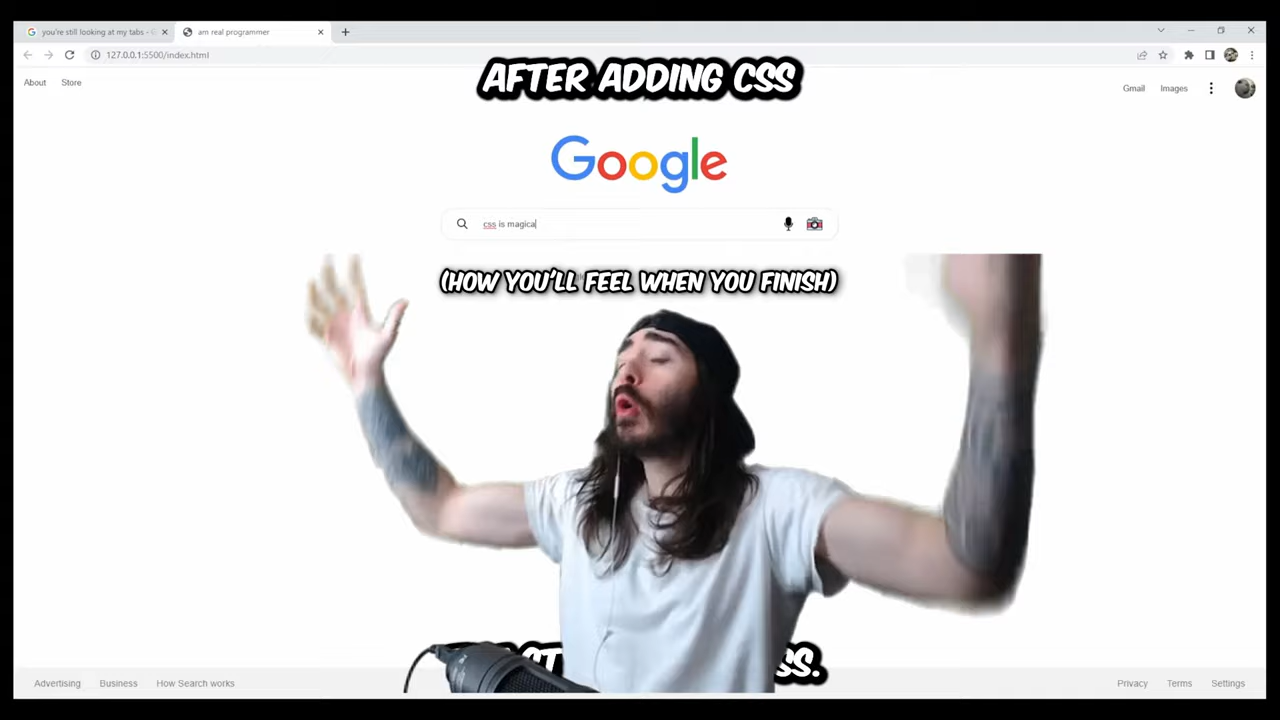 you're still looking at my tabs - G
am real programmer
127.0.0.1:5500/index.html
AFTER ADDING CSS
About Store
Gmail Images
Google
css is magica
(HOW YOU'LL FEEL WHEN YOU FINISH)
Advertising Business How Search works
Privacy Terms Settings